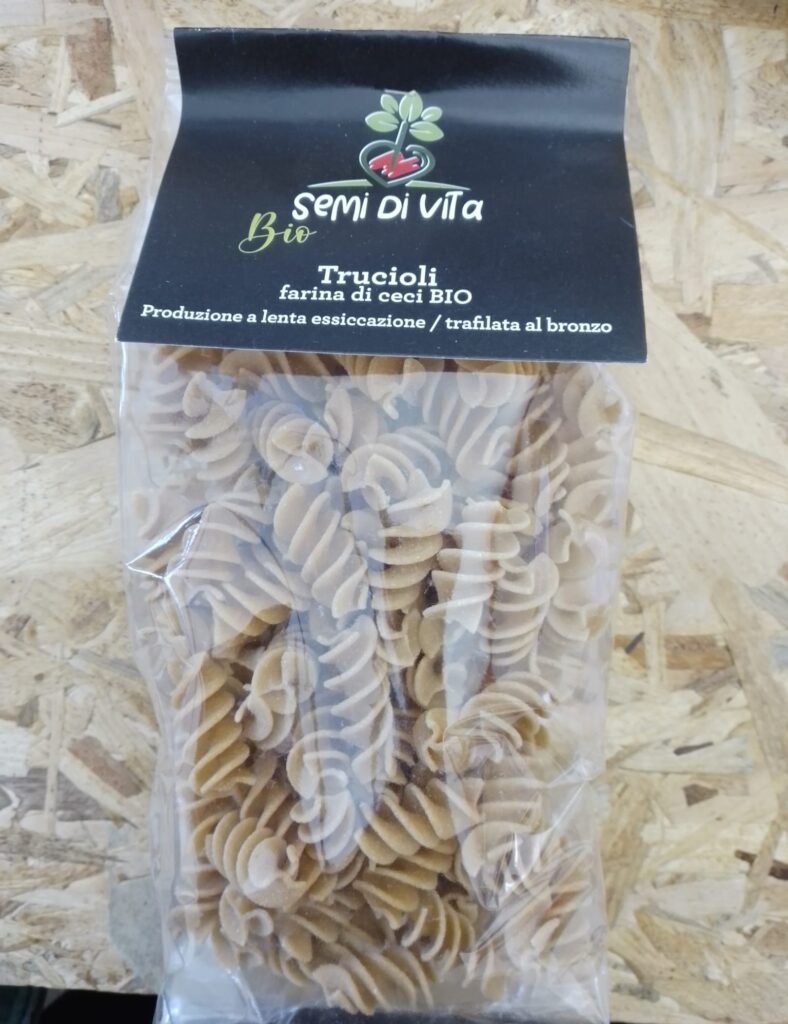 semi Di ViTa
Bio
Trucioli
farina di ceci BIO
Produzione a lenta essiccazione / trafilata al bronzo